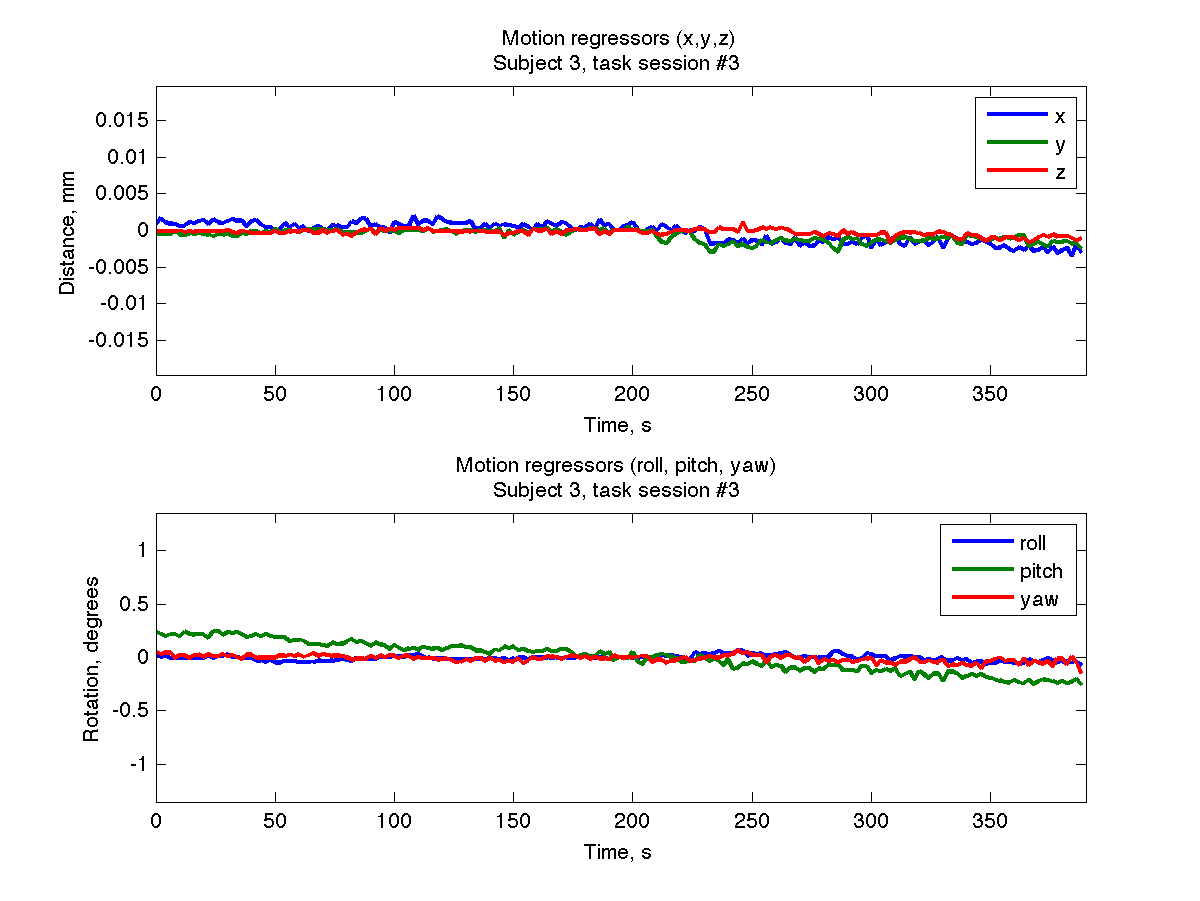 Motion regressors (x,y,z)
Subject 3, task session #3
0.015
0.01
0.005
0
-0.005
-0.01
-0.015
Distance, mm
x
y
z
0 50 100 150 200 250 300 350
Time, s
Motion regressors (roll, pitch, yaw)
Subject 3, task session #3
1
0.5
0
-0.5
-1
Rotation, degrees
roll
pitch
yaw
0 50 100 150 200 250 300 350
Time, s